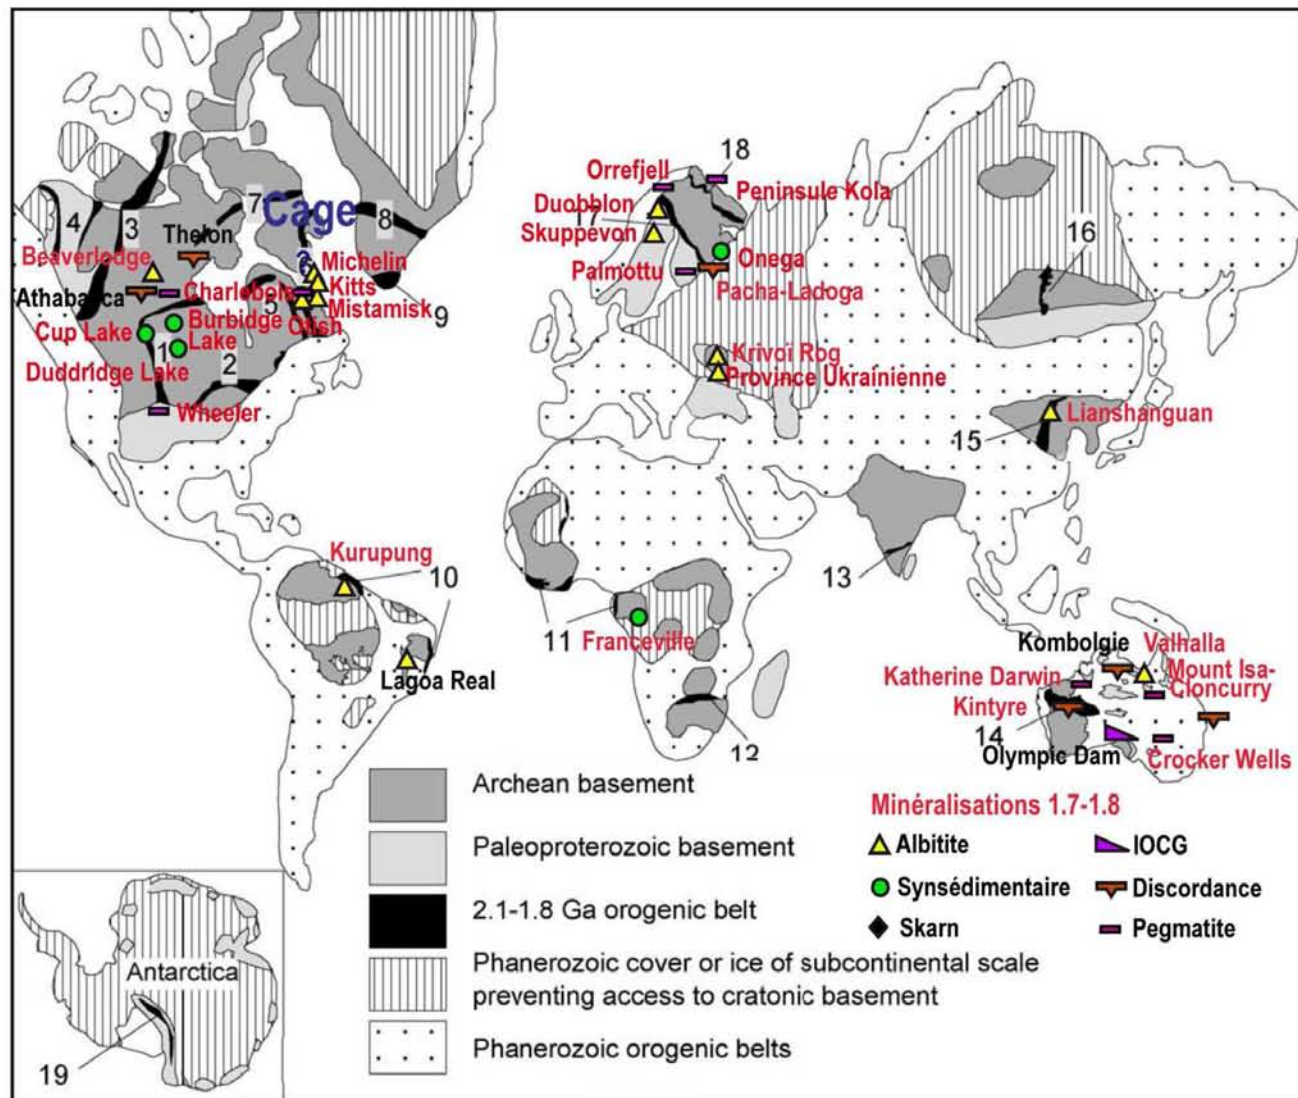 Cage
4
3
7
8
Thelon
Beaverlodge
Michelin
Kitts
Mistamisk
Athabasca
Charlebois
5
Otish
9
Cup Lake
Burbidge
Lake
1
2
Duddridge Lake
Wheeler
Orrefjell
18
Peninsule Kola
Duobblon
17
Skuppevon
Onega
Palmottu
Pacha-Ladoga
16
Krivoï Rog
Province Ukrainienne
Lianshanguan
15
Kurupung
10
Lagoa Real
11
Franceville
13
12
Kombolgie
Valhalla
Katherine Darwin
Mount Isa-
Cloncurry
Kintyre
14
Olympic Dam
Crocker Wells
Archean basement
Paleoproterozoic basement
2.1-1.8 Ga orogenic belt
Phanerozoic cover or ice of subcontinental scale
preventing access to cratonic basement
Phanerozoic orogenic belts
Minéralisations 1.7-1.8
Albitite
IOCG
Synsédimentaire
Discordance
Skarn
Pegmatite
Antarctica
19